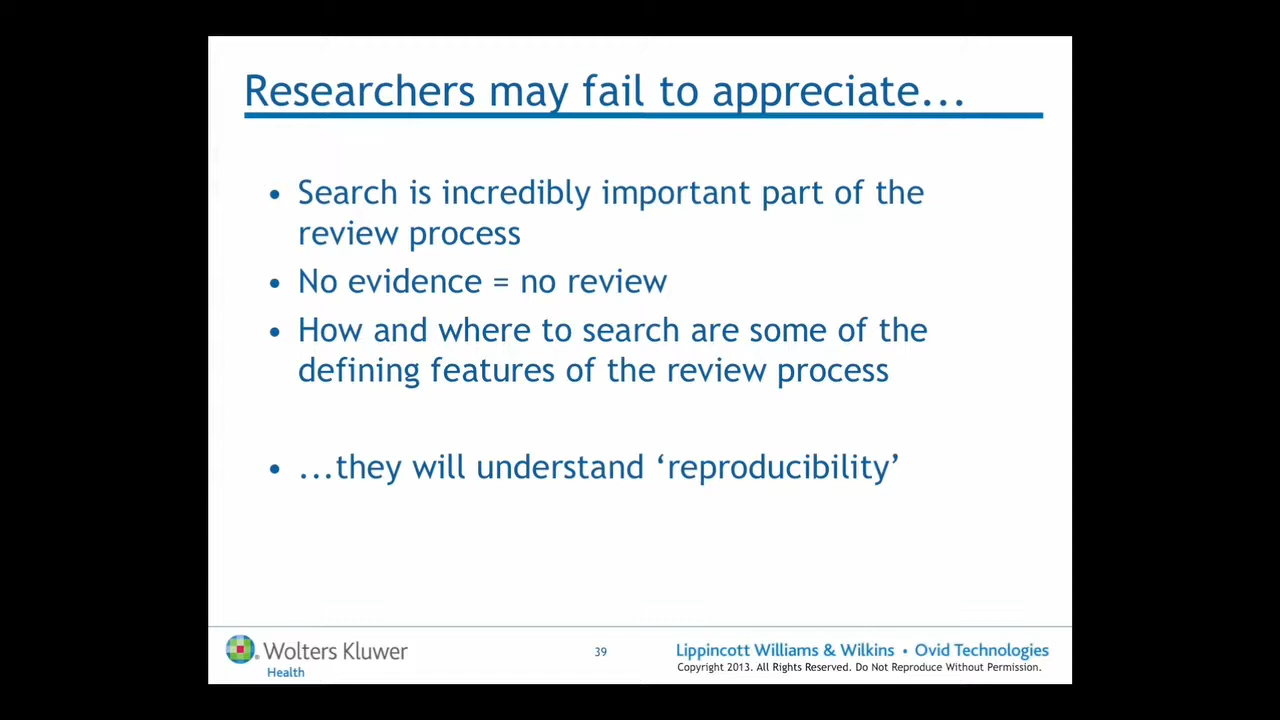 Researchers may fail to appreciate...
• Search is incredibly important part of the
review process
• No evidence = no review
• How and where to search are some of the
defining features of the review process
• ...they will understand ‘reproducibility’
Wolters Kluwer
Health
39
Lippincott Williams & Wilkins • Ovid Technologies
Copyright 2013. All Rights Reserved. Do Not Reproduce Without Permission.